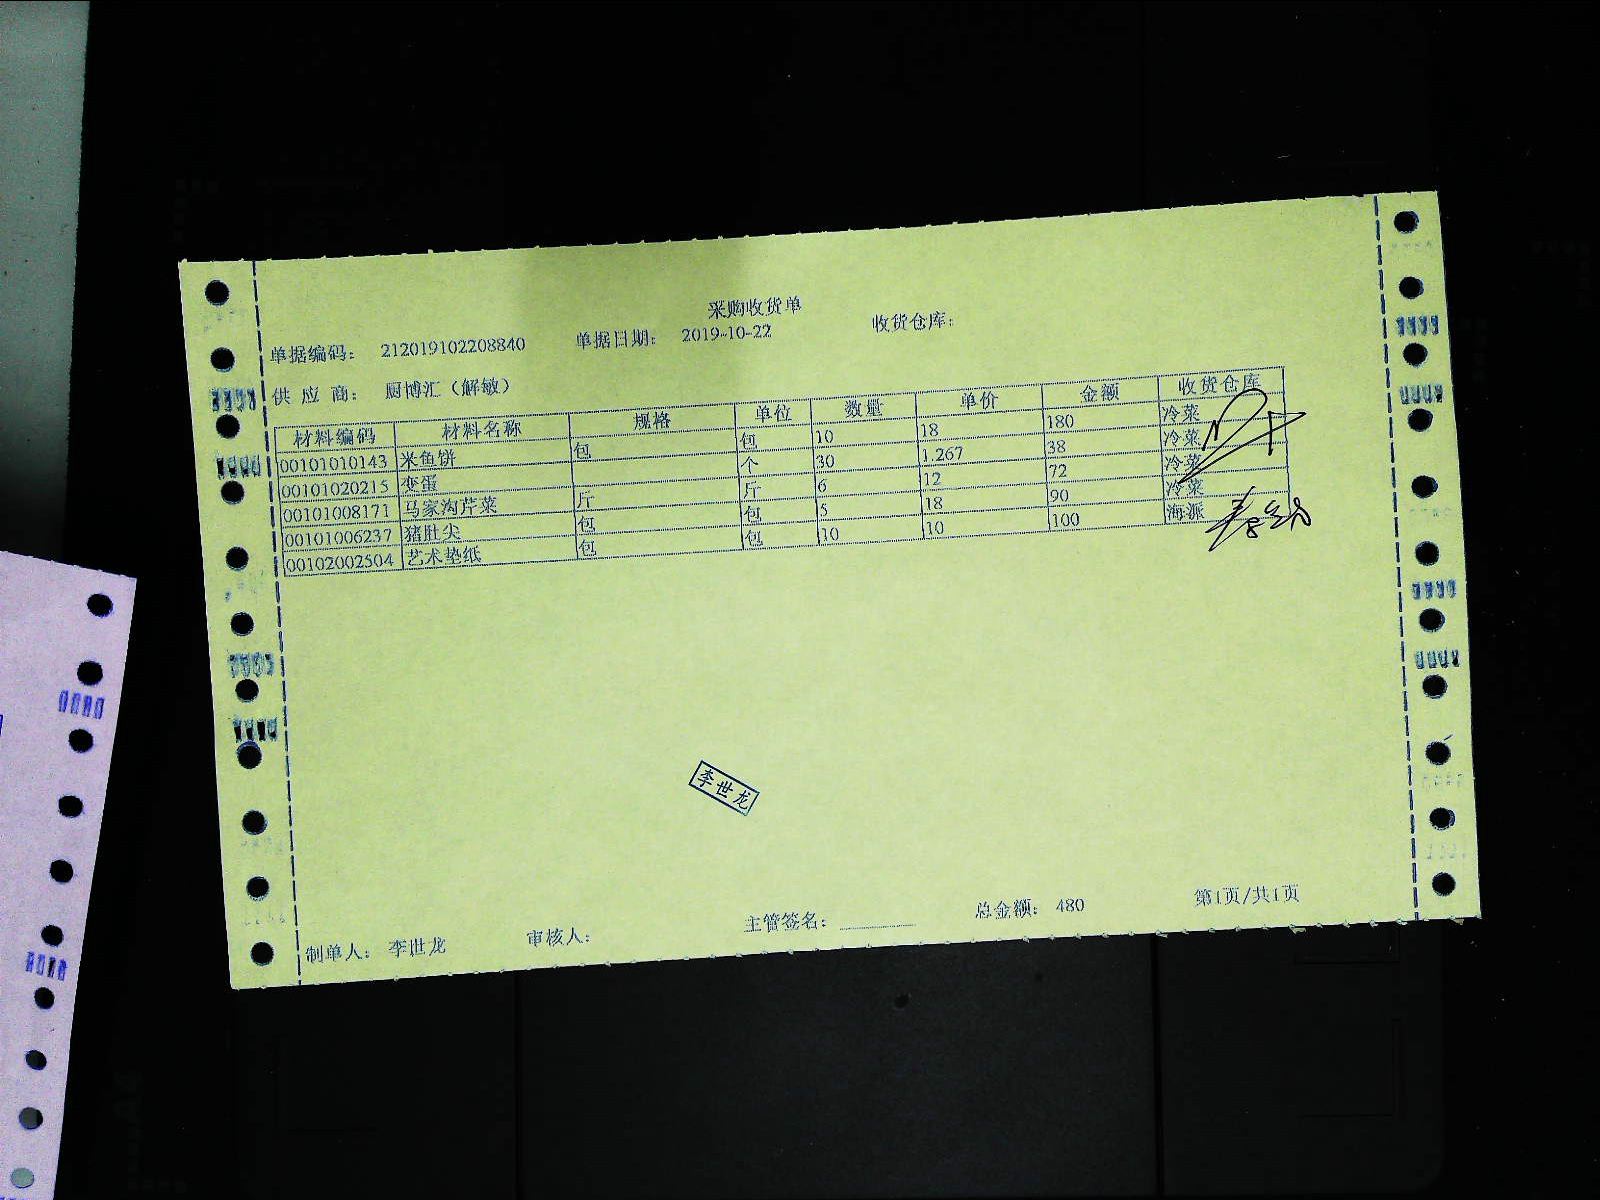 采购收货单
单据编码： 212019102208840 单据日期： 2019-10-22 收货仓库：
供 应 商： 厨博汇（解敏）
材料编码 材料名称 规格 单位 数量 单价 金额 收货仓库
00101010143 米鱼饼 包 包 10 18 180 冷菜
00101020215 变蛋 个 30 1.267 38 冷菜
00101008171 马家沟芹菜 斤 斤 6 12 72 冷菜
00101006237 猪肚尖 包 包 5 18 90 冷菜
00102002504 艺术垫纸 包 包 10 10 100 海派
李世龙
制单人： 李世龙 审核人： 主管签名： 总金额： 480 第1页/共1页